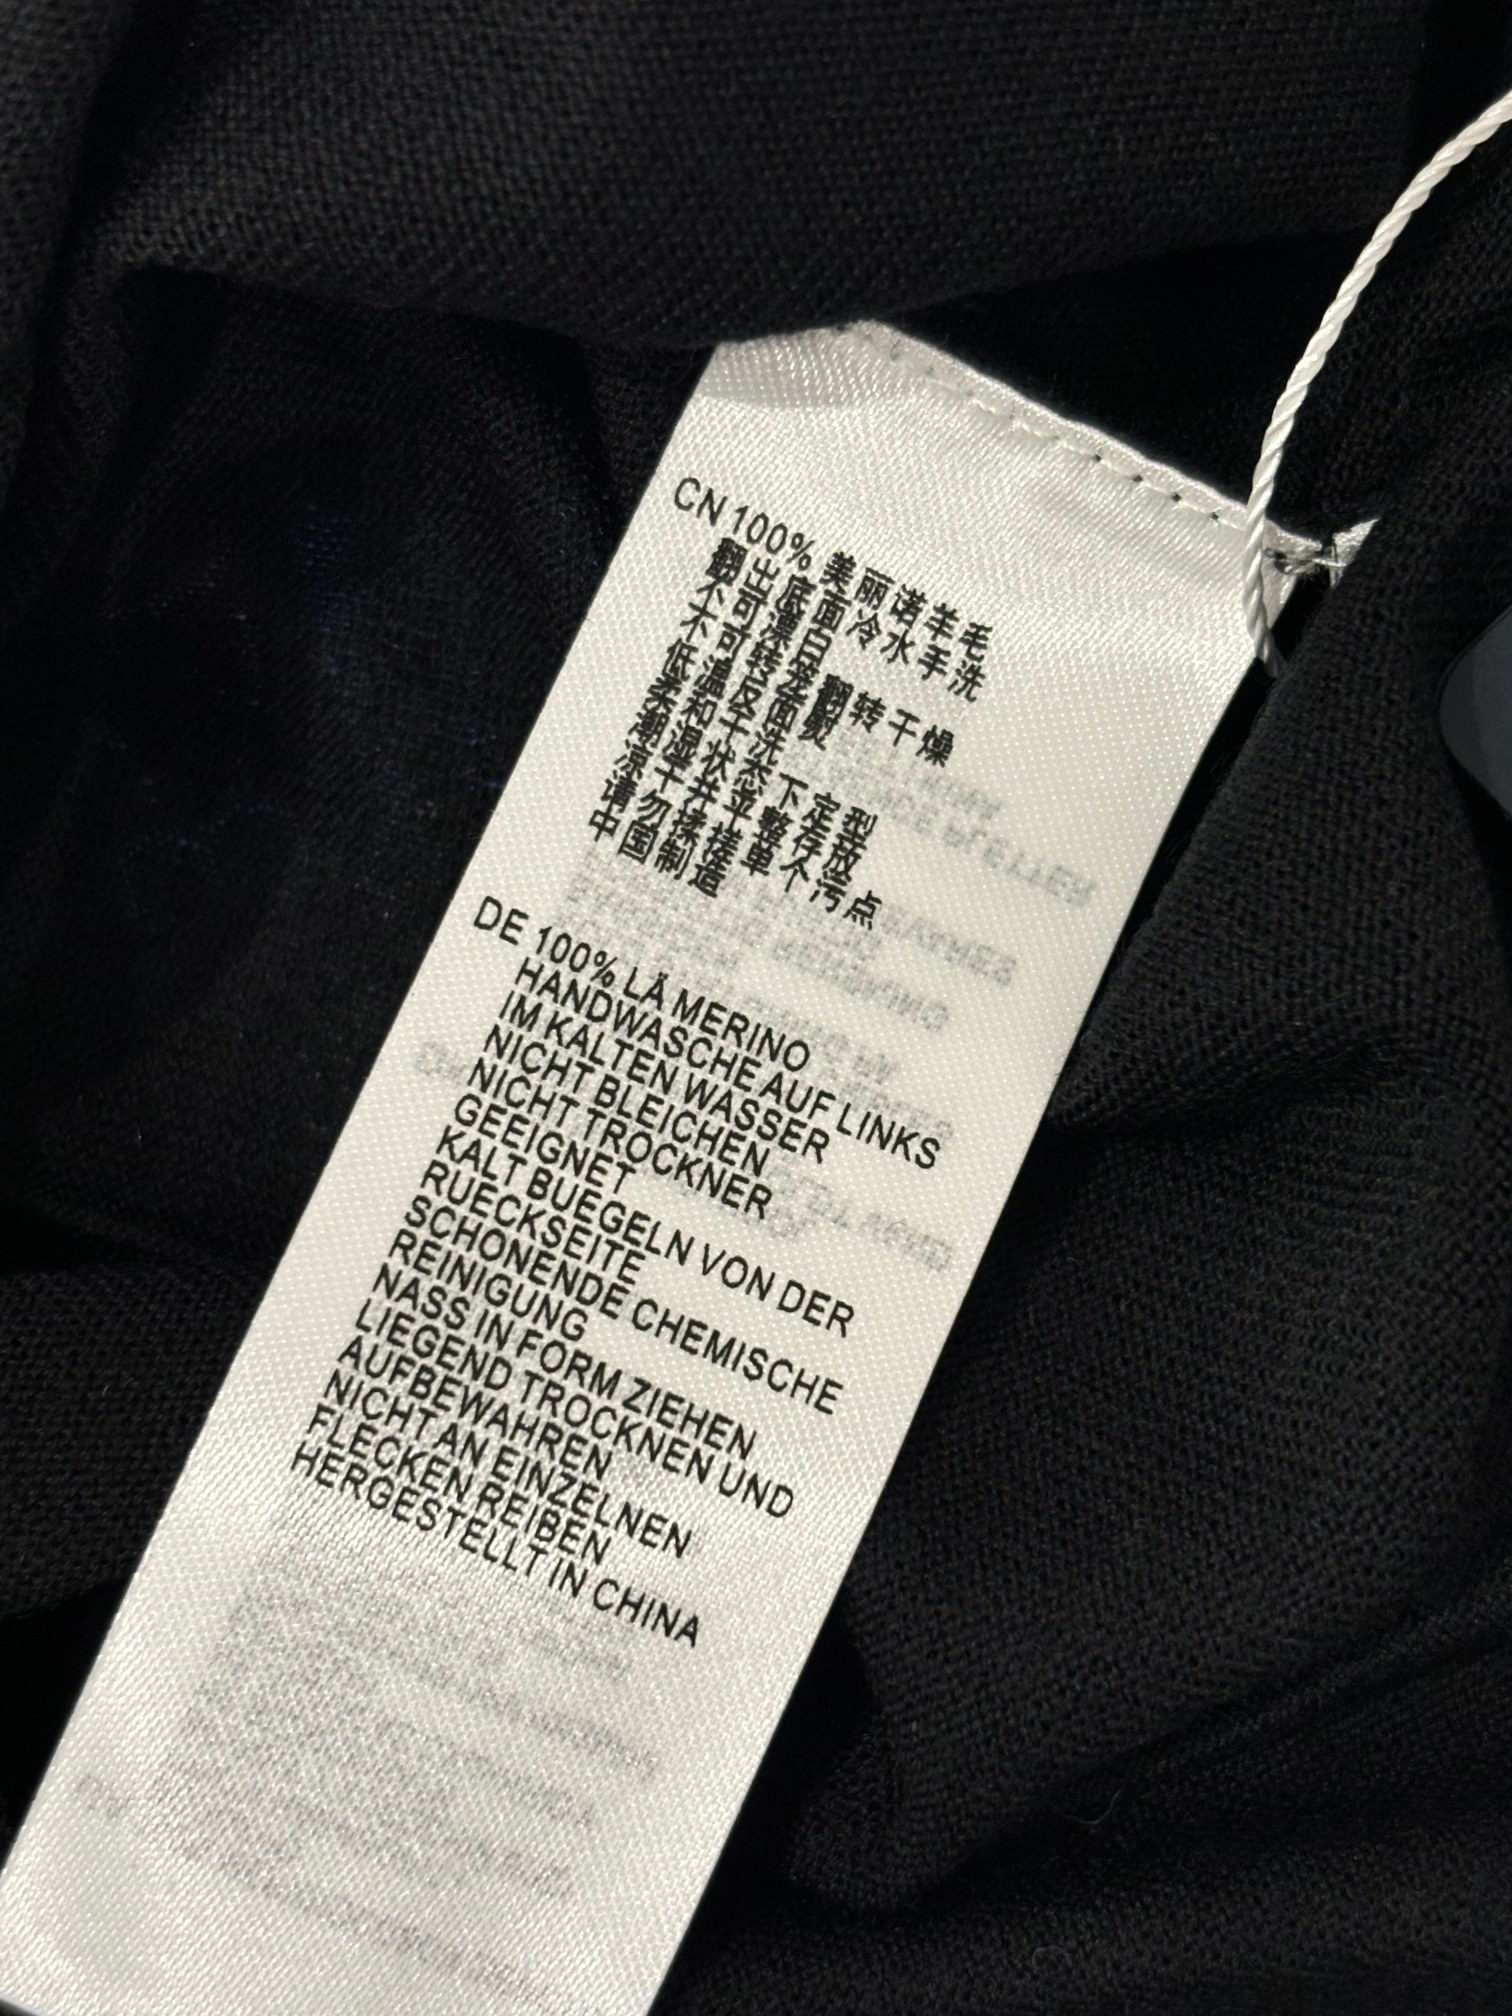 CN 100% 美丽诺羊毛
翻出底面冷水手洗
不可漂白
不可转笼翻转干燥
低温反面熨
柔和干洗
潮湿状态下定型
凉干并平整存放
请勿揉搓单个污点
中国制造
DE 100% LÄ MERINO
HANDWASCHE AUF LINKS
IM KALTEN WASSER
NICHT BLEICHEN
NICHT TROCKNER
GEEIGNET
KALT BUEGELN VON DER
RUECKSEITE
SCHONENDE CHEMISCHE
REINIGUNG
NASS IN FORM ZIEHEN
LIEGEND TROCKNEN UND
AUFBEWAHREN
NICHT AN EINZELNEN
FLECKEN REIBEN
HERGESTELLT IN CHINA